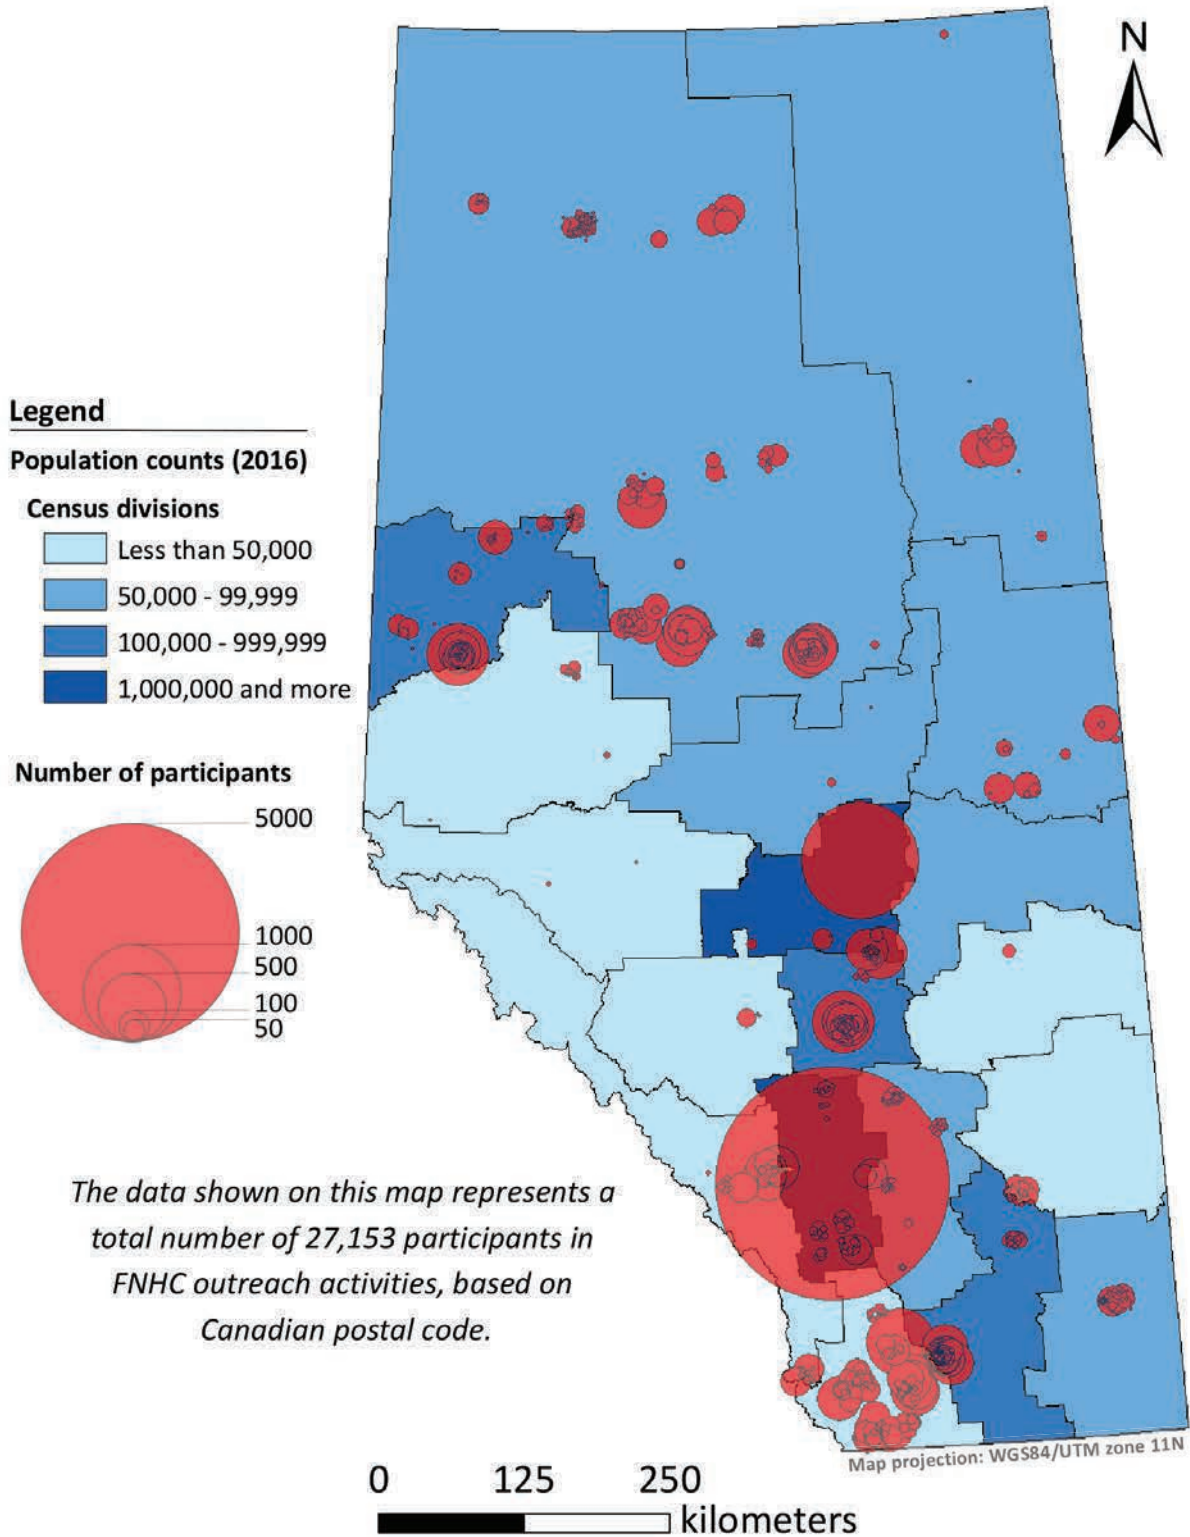 N
Legend
Population counts (2016)
Census divisions
Less than 50,000
50,000 - 99,999
100,000 - 999,999
1,000,000 and more
Number of participants
5000
1000
500
100
50
The data shown on this map represents a
total number of 27,153 participants in
FNHC outreach activities, based on
Canadian postal code.
Map projection: WGS84/UTM zone 11N
0 125 250
kilometers